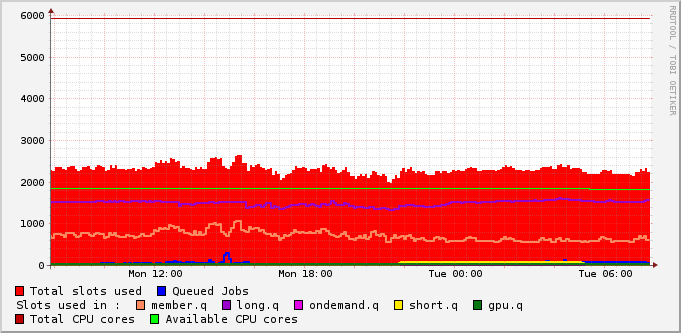 RRDTOOL / TOBI OETIKER
6000
5000
4000
3000
2000
1000
0
Mon 12:00 Mon 18:00 Tue 00:00 Tue 06:00
Total slots used Queued Jobs
Slots used in : member.q long.q ondemand.q short.q gpu.q
Total CPU cores Available CPU cores